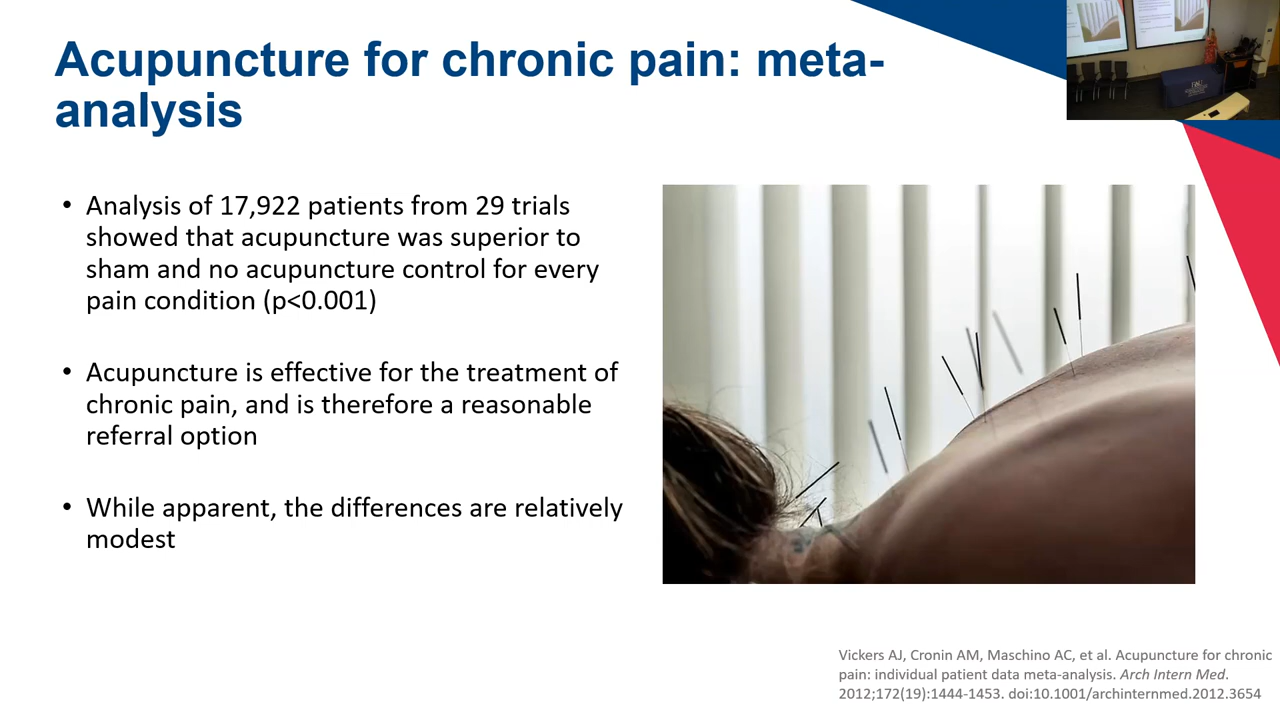 Acupuncture for chronic pain: meta-
analysis
• Analysis of 17,922 patients from 29 trials
showed that acupuncture was superior to
sham and no acupuncture control for every
pain condition (p<0.001)
• Acupuncture is effective for the treatment of
chronic pain, and is therefore a reasonable
referral option
• While apparent, the differences are relatively
modest
Vickers AJ, Cronin AM, Maschino AC, et al. Acupuncture for chronic
pain: individual patient data meta-analysis. Arch Intern Med.
2012;172(19):1444-1453. doi:10.1001/archinternmed.2012.3654